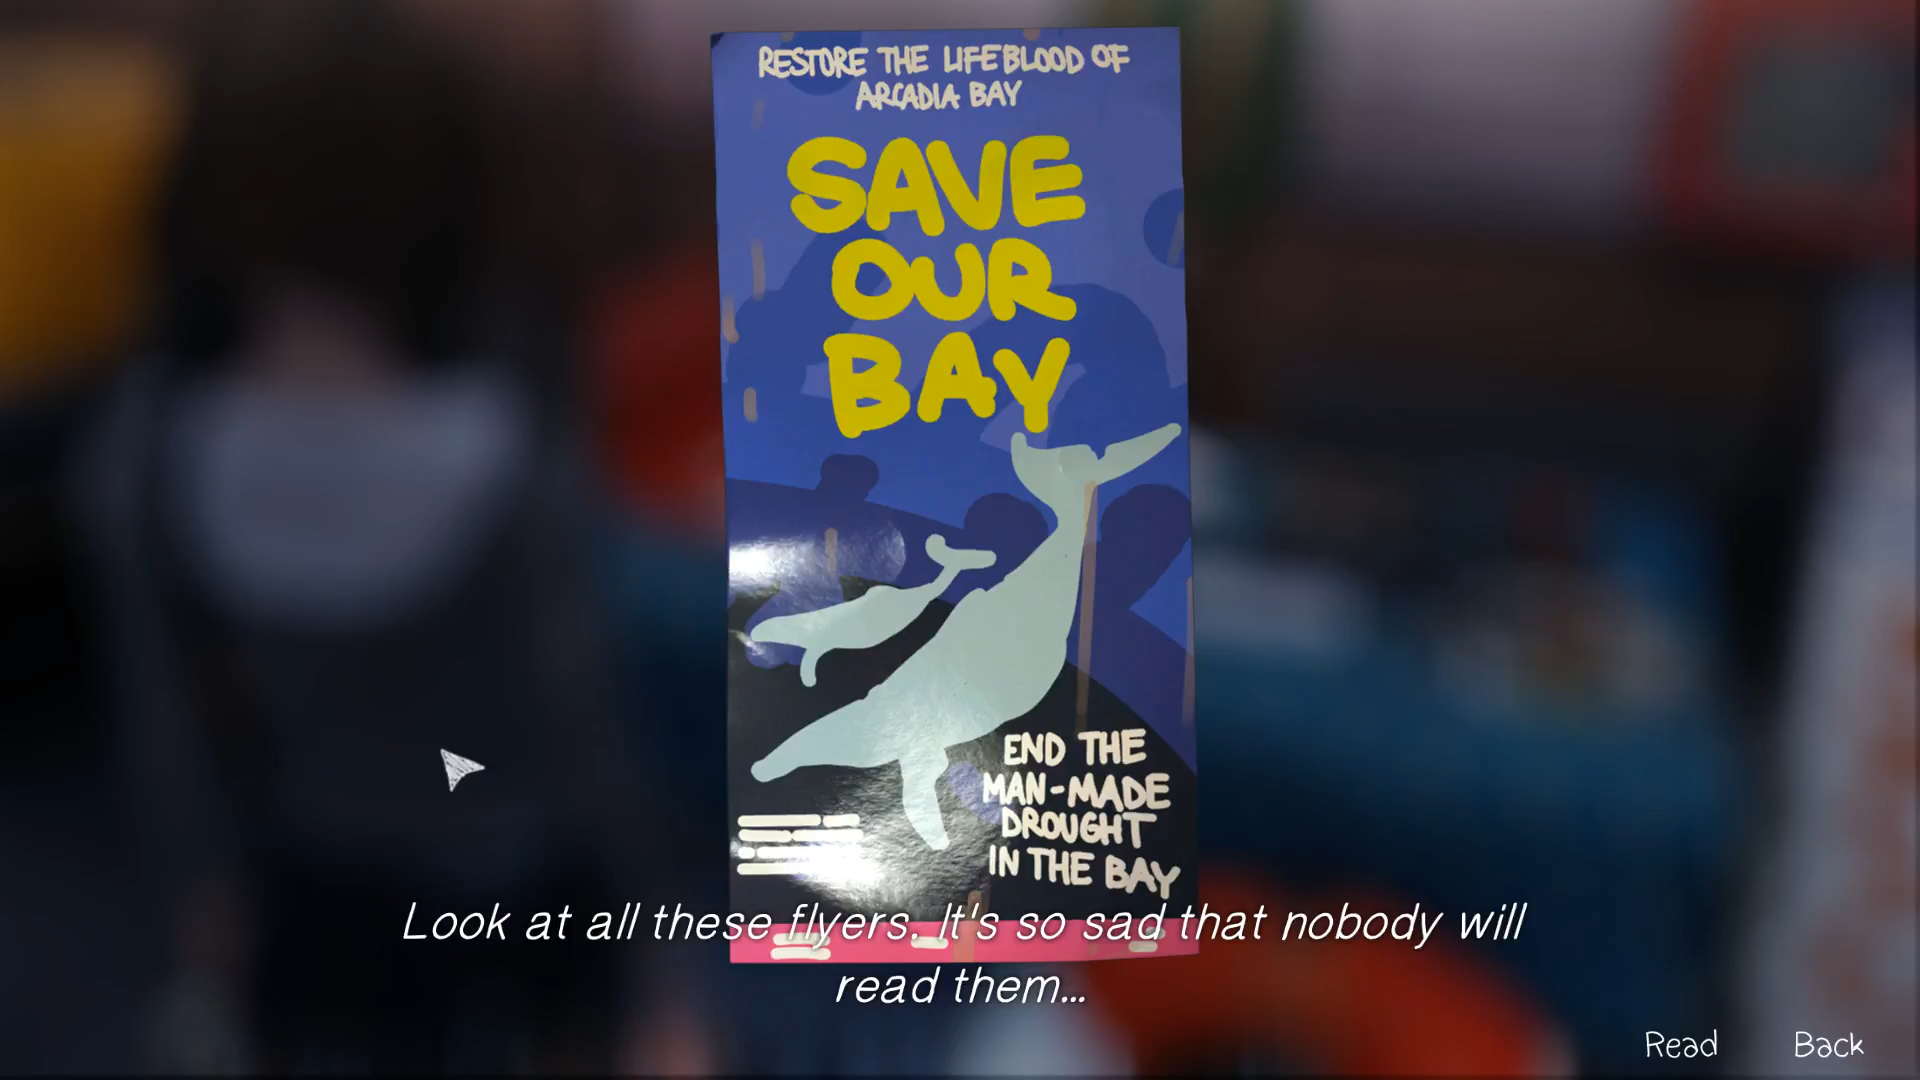 RESTORE THE LIFEBLOOD OF
ARCADIA BAY
SAVE
OUR
BAY
END THE
MAN-MADE
DROUGHT
IN THE BAY
Look at all these flyers. It's so sad that nobody will
read them...
Read Back